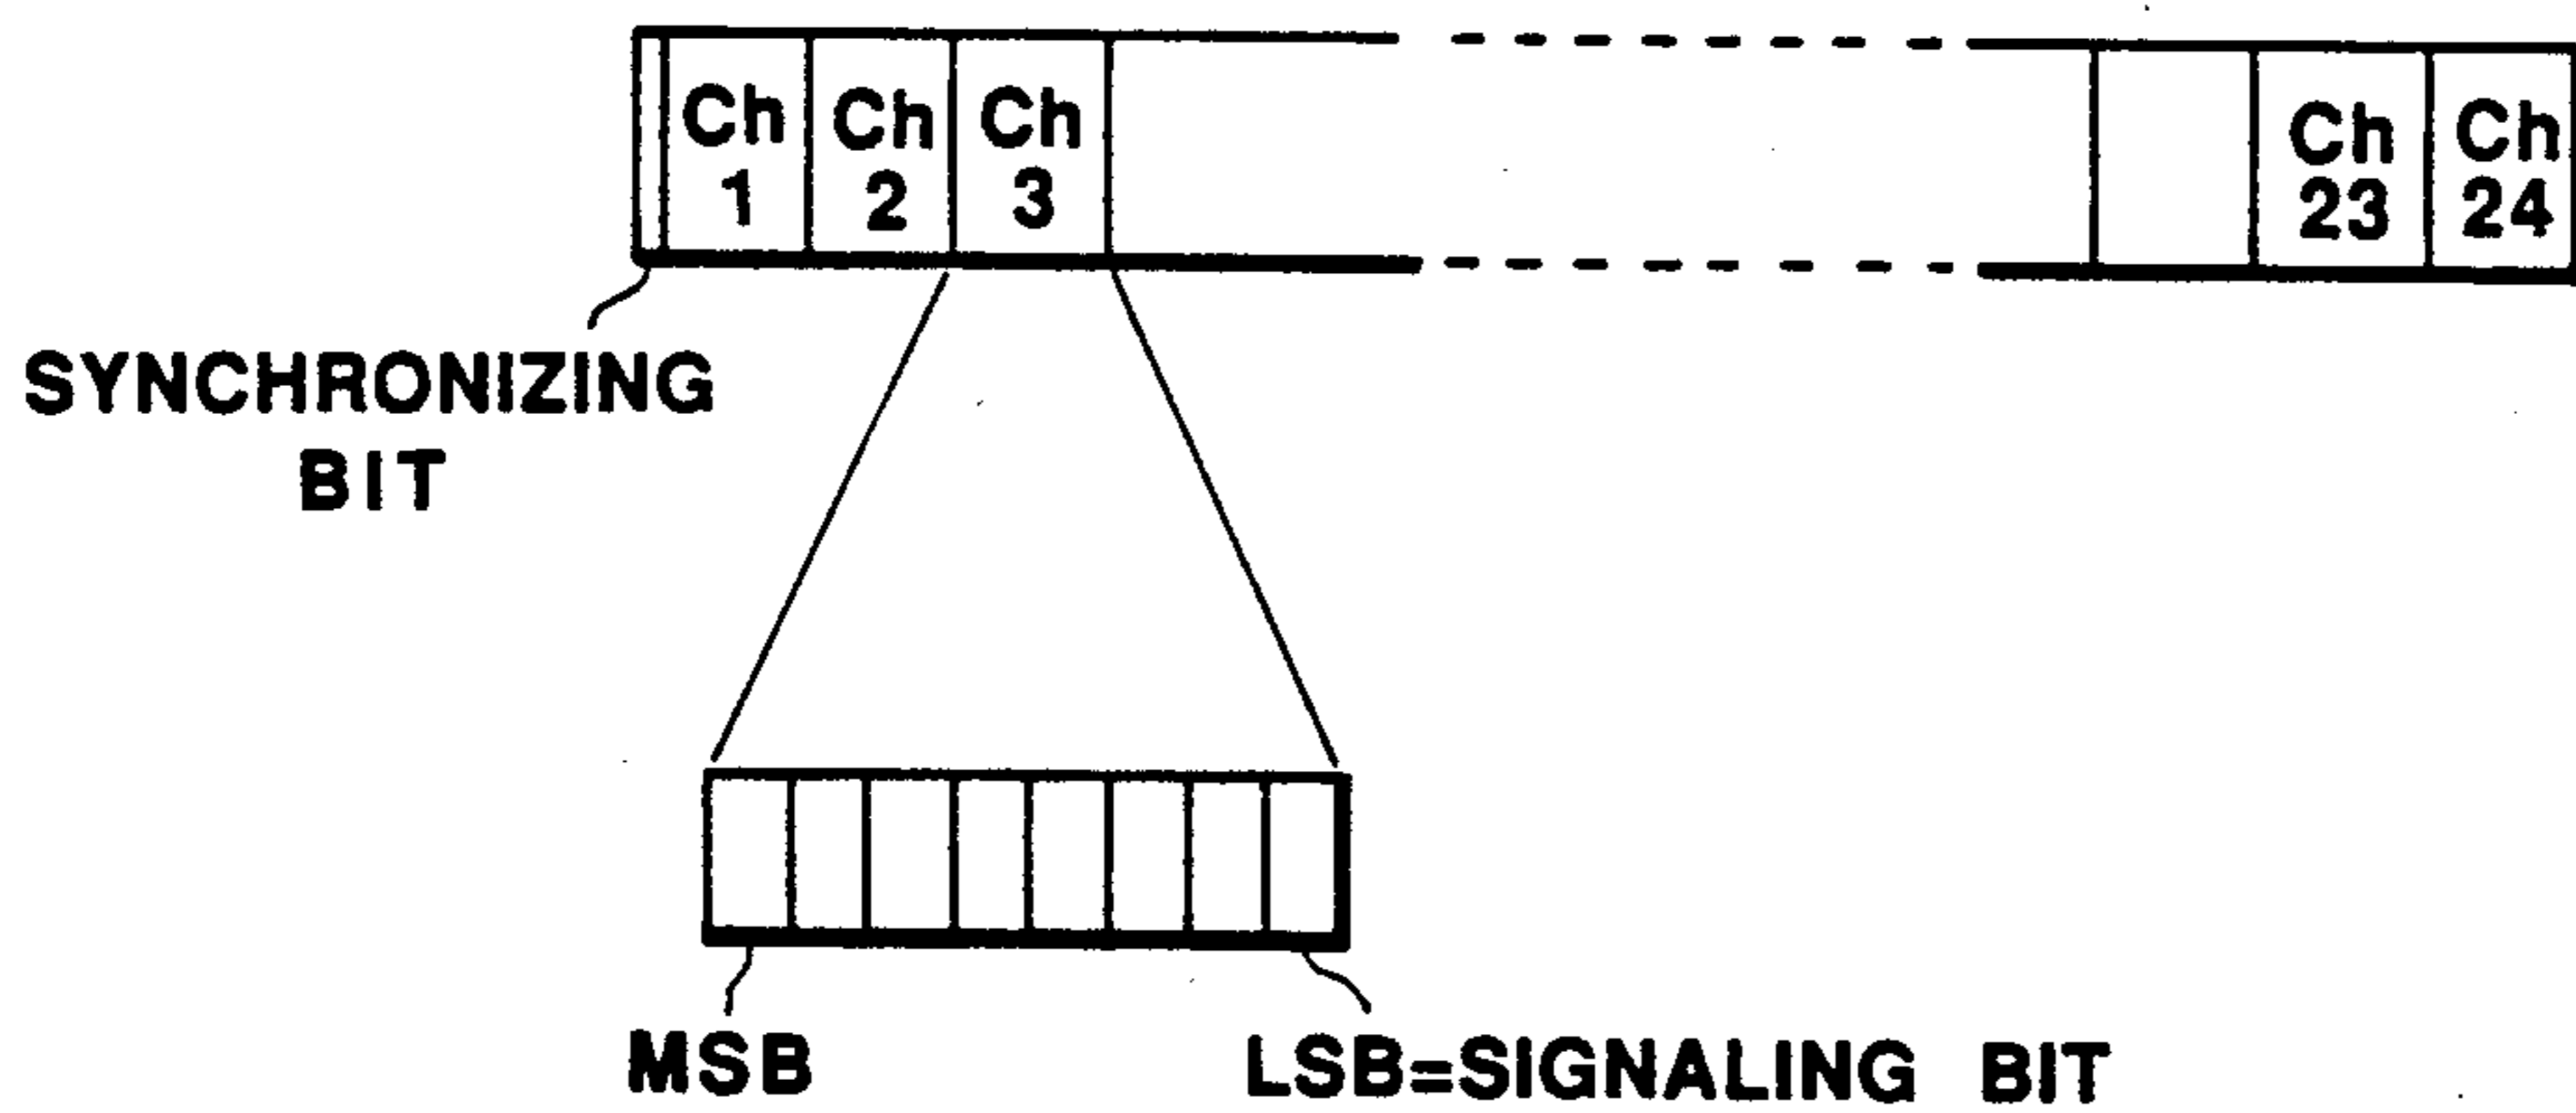 Ch 1
Ch 2
Ch 3
Ch 23
Ch 24
SYNCHRONIZING
BIT
MSB
LSB=SIGNALING BIT